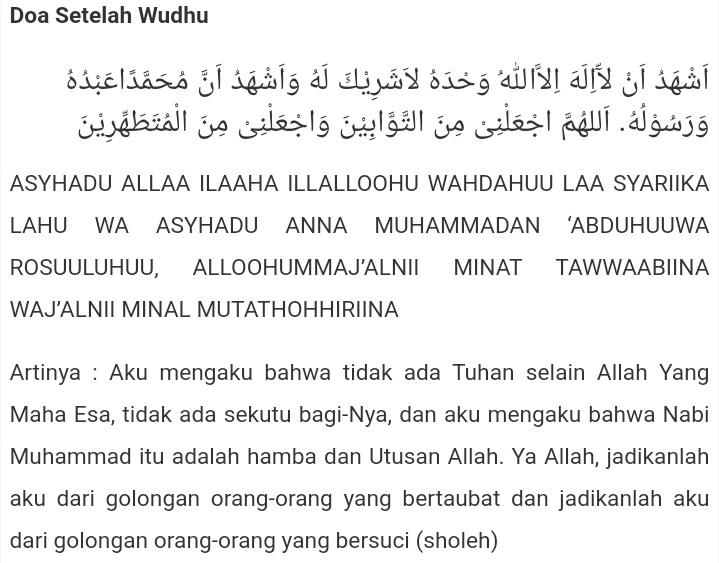 Doa Setelah Wudhu
اَشْهَدُ اَنْ لاَّاِلَهَ اِلاَّاللهُ وَحْدَهُ لاَشَرِيْكَ لَهُ وَاَشْهَدُ اَنَّ مُحَمَّدًاعَبْدُهُ
وَرَسُوْلُهُ. اَللهُمَّ اجْعَلْنِى مِنَ التَّوَّابِيْنَ وَاجْعَلْنِى مِنَ الْمُتَطَهِّرِيْنَ
ASYHADU ALLAA ILAAHA ILLALLOOHU WAHDAHUU LAA SYARIIKA
LAHU WA ASYHADU ANNA MUHAMMADAN ‘ABDUHUUWA
ROSUULUHUU, ALLOOHUMMAJ’ALNII MINAT TAWWAABIINA
WAJ’ALNII MINAL MUTATHOHHIRIINA
Artinya : Aku mengaku bahwa tidak ada Tuhan selain Allah Yang
Maha Esa, tidak ada sekutu bagi-Nya, dan aku mengaku bahwa Nabi
Muhammad itu adalah hamba dan Utusan Allah. Ya Allah, jadikanlah
aku dari golongan orang-orang yang bertaubat dan jadikanlah aku
dari golongan orang-orang yang bersuci (sholeh)